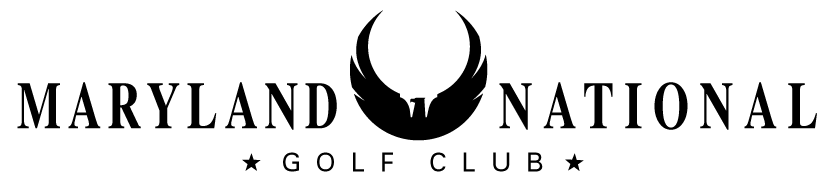 MARYLAND NATIONAL
★ GOLF CLUB ★